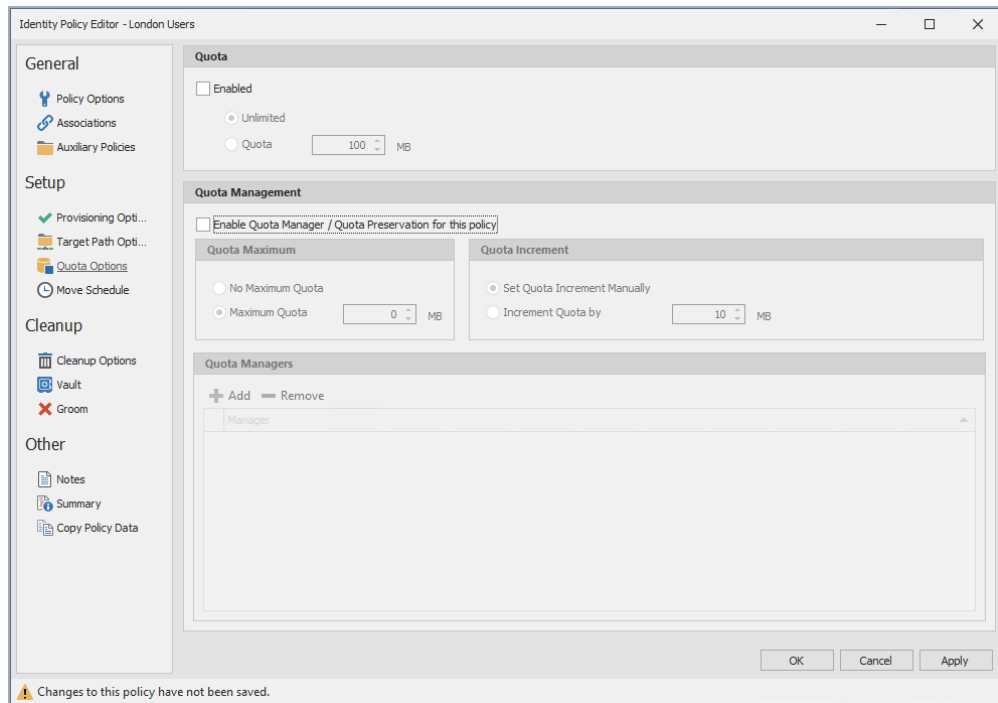 Identity Policy Editor - London Users
General
Policy Options
Associations
Auxiliary Policies
Setup
Provisioning Opti...
Target Path Opti...
Quota Options
Move Schedule
Cleanup
Cleanup Options
Vault
Groom
Other
Notes
Summary
Copy Policy Data
Quota
Enabled
Unlimited
Quota 100 MB
Quota Management
Enable Quota Manager / Quota Preservation for this policy
Quota Maximum
No Maximum Quota
Maximum Quota 0 MB
Quota Increment
Set Quota Increment Manually
Increment Quota by 10 MB
Quota Managers
Add Remove
Manager
OK Cancel Apply
Changes to this policy have not been saved.